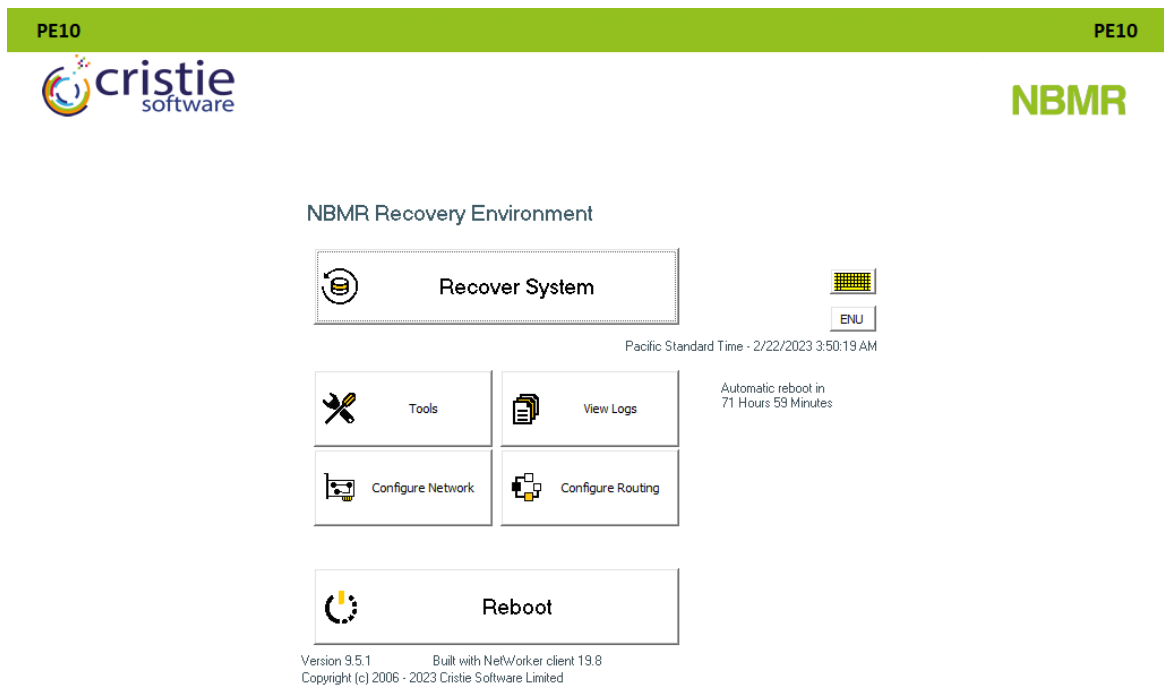 PE10 PE10
cristie
software
NBMR
NBMR Recovery Environment
Recover System
ENU
Pacific Standard Time - 2/22/2023 3:50:19 AM
Tools View Logs
Automatic reboot in
71 Hours 59 Minutes
Configure Network Configure Routing
Reboot
Version 9.5.1 Built with NetWorker client 19.8
Copyright (c) 2006 - 2023 Cristie Software Limited